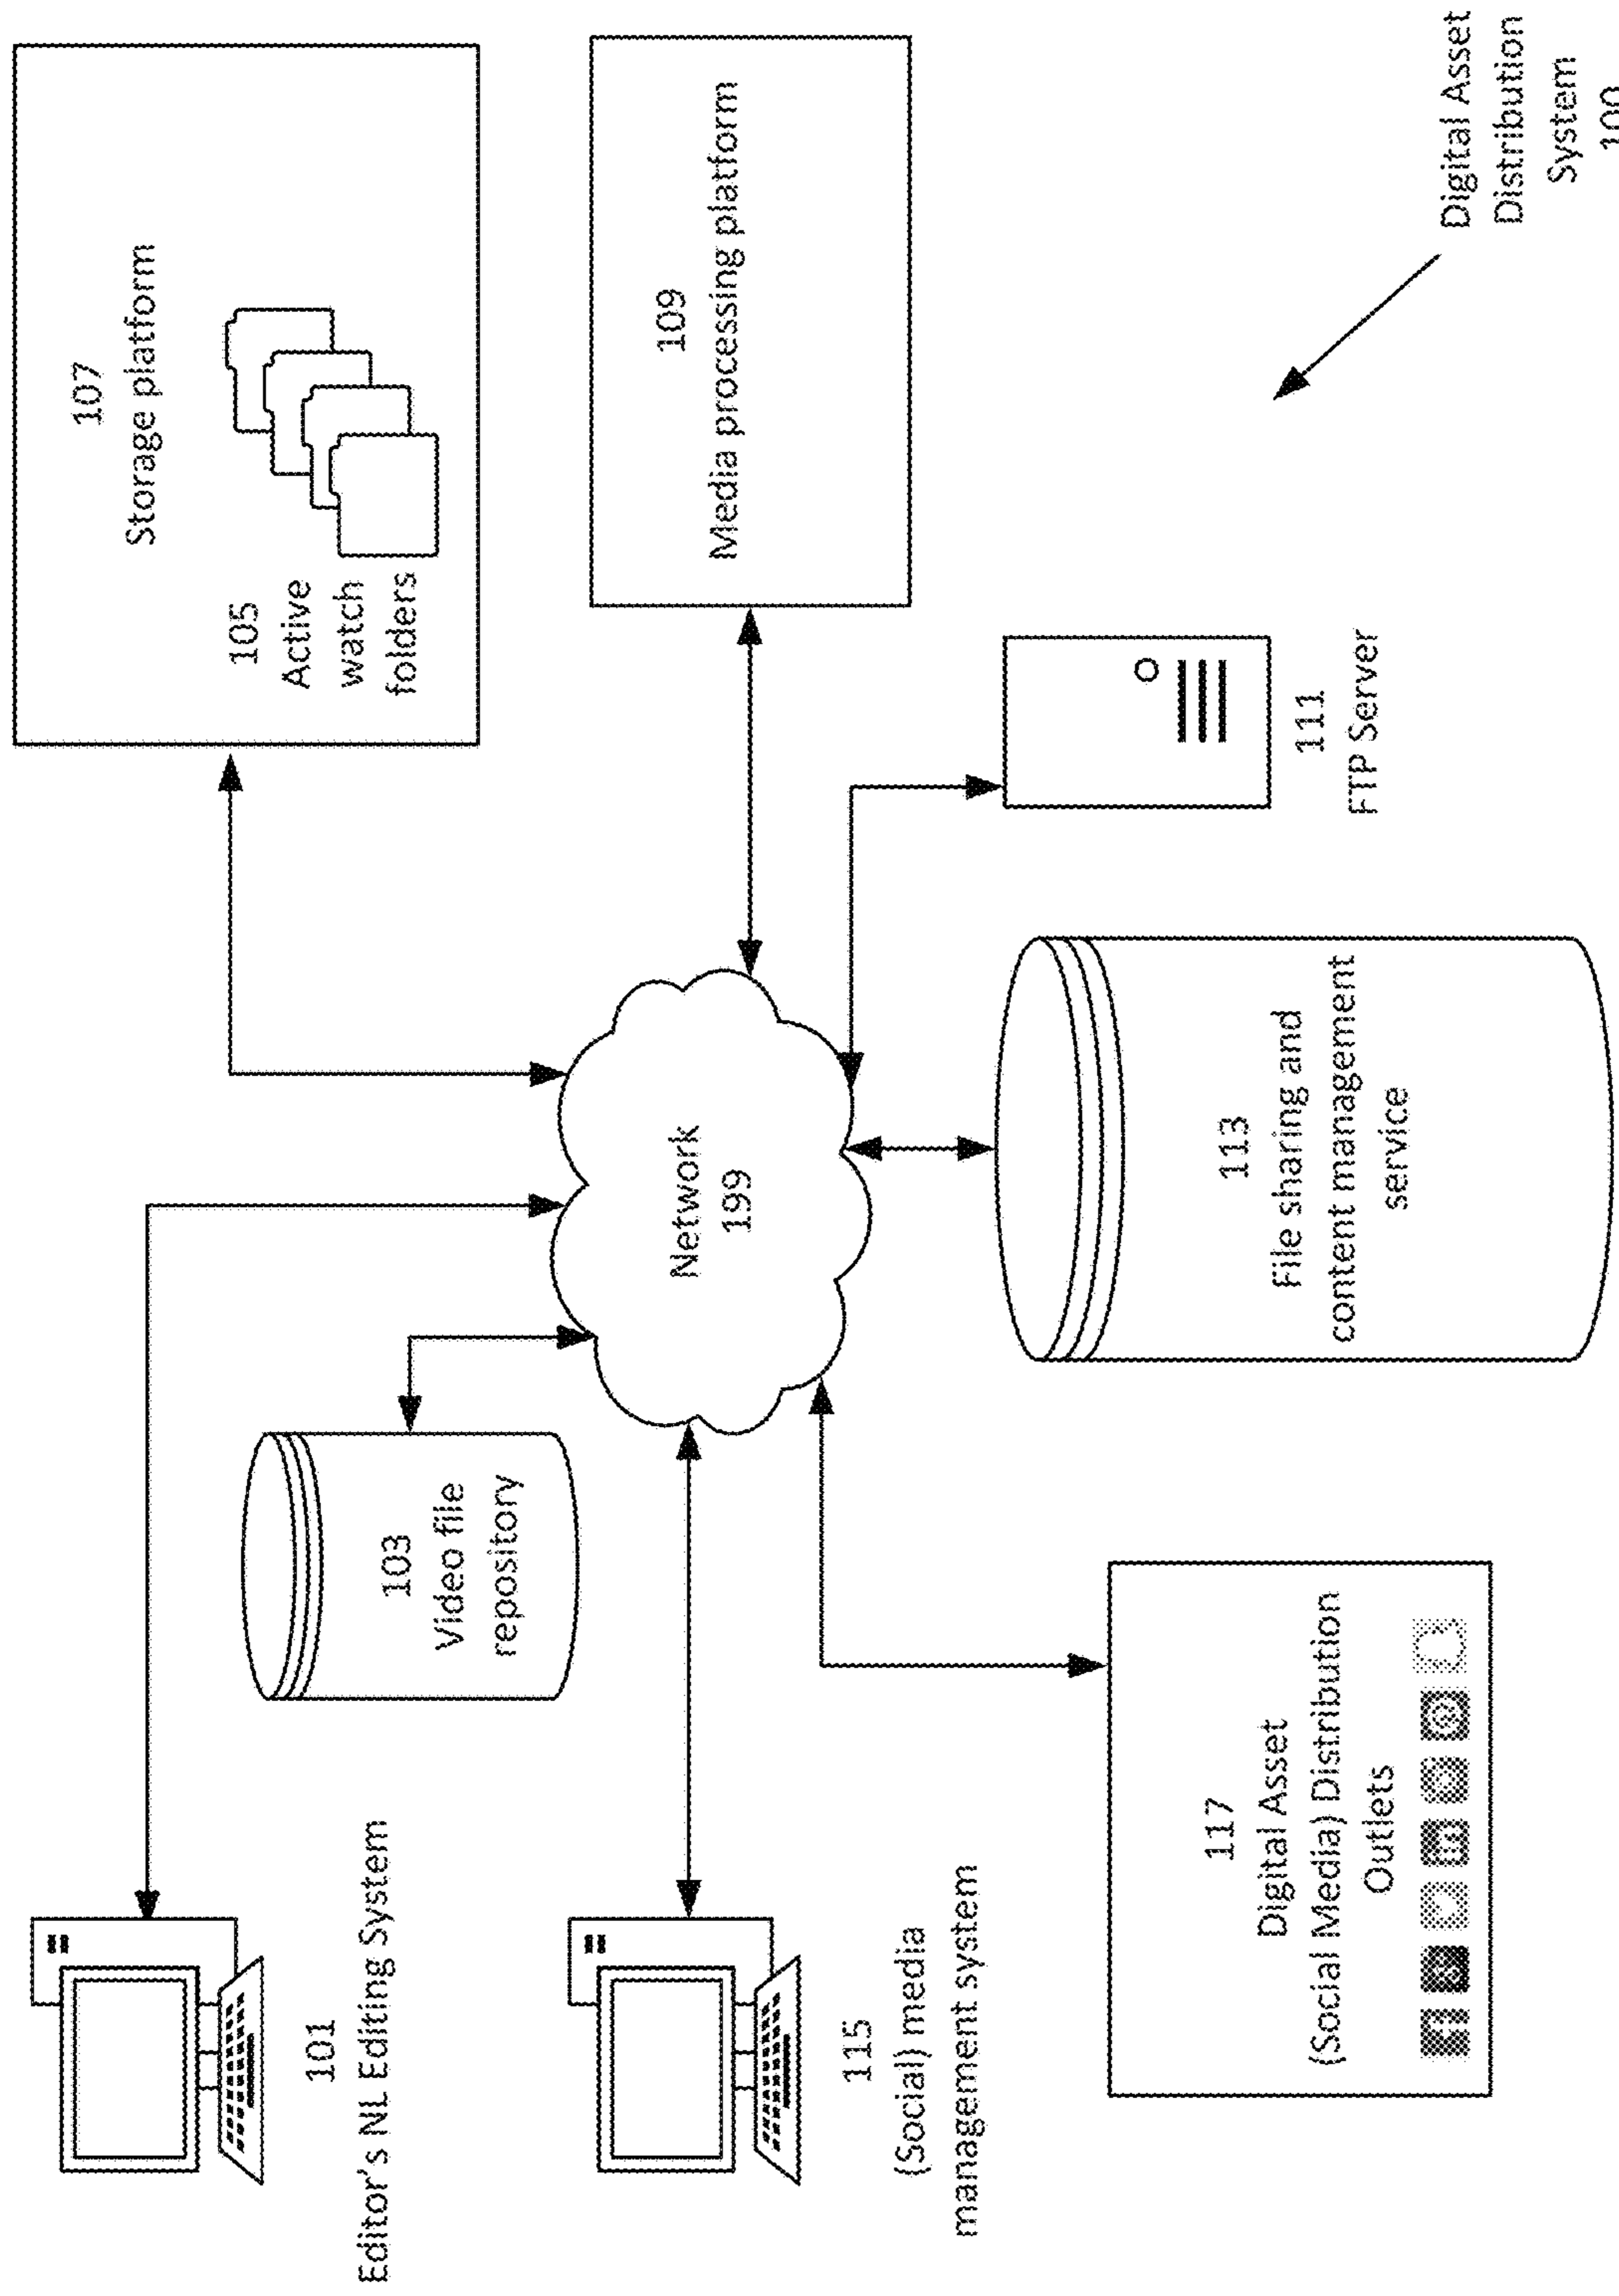 101
Editor's NL Editing System
103
Video file
repository
107
Storage platform
105
Active
watch
folders
115
(Social) media
management system
Network
199
109
Media processing platform
117
Digital Asset
(Social Media) Distribution
Outlets
113
File sharing and
content management
service
111
FTP Server
Digital Asset
Distribution
System
100